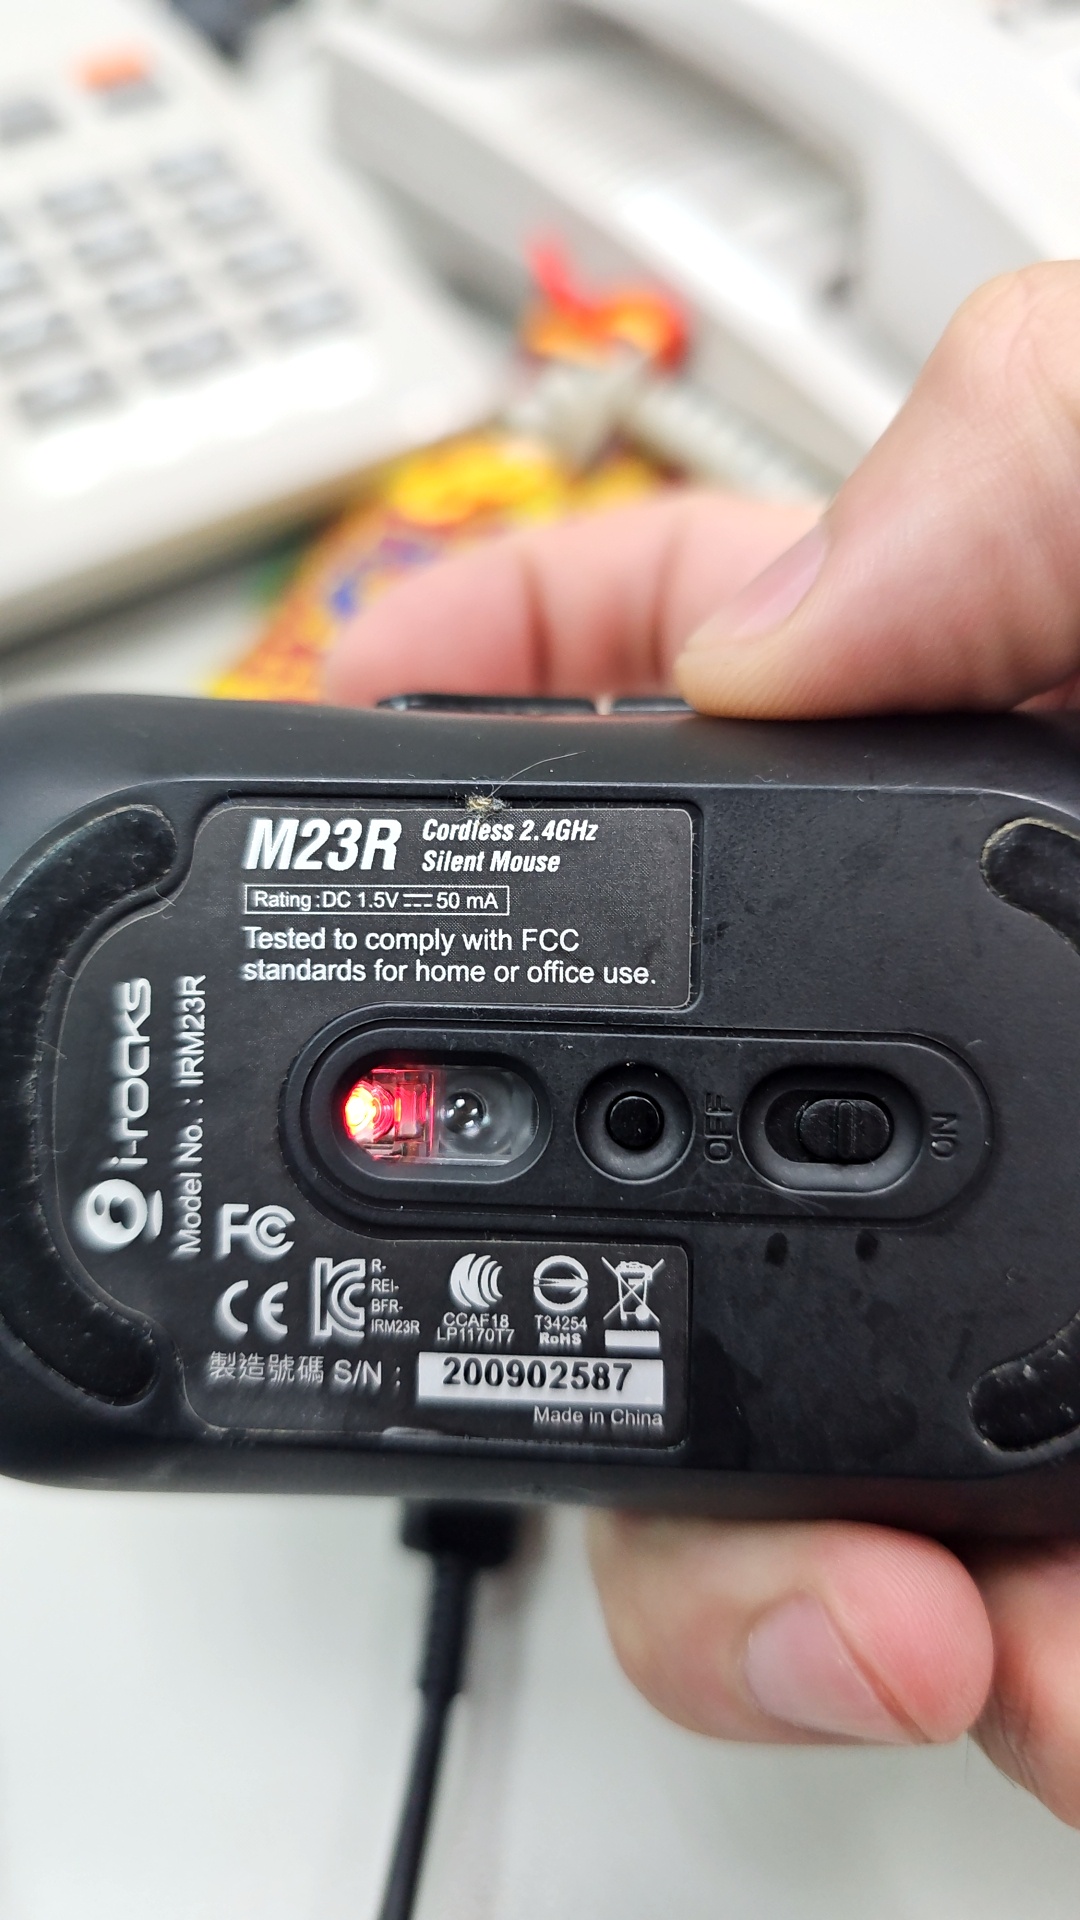 M23R Cordless 2.4GHz
Silent Mouse
Rating : DC 1.5V 50 mA
Tested to comply with FCC
standards for home or office use.
i-rocks
Model No. : IRM23R
OFF
ON
FC
CE
R-
REI-
BFR-
IRM23R
CCAF18
LP1170T7
T34254
RoHS
製造號碼 S/N :
200902587
Made in China